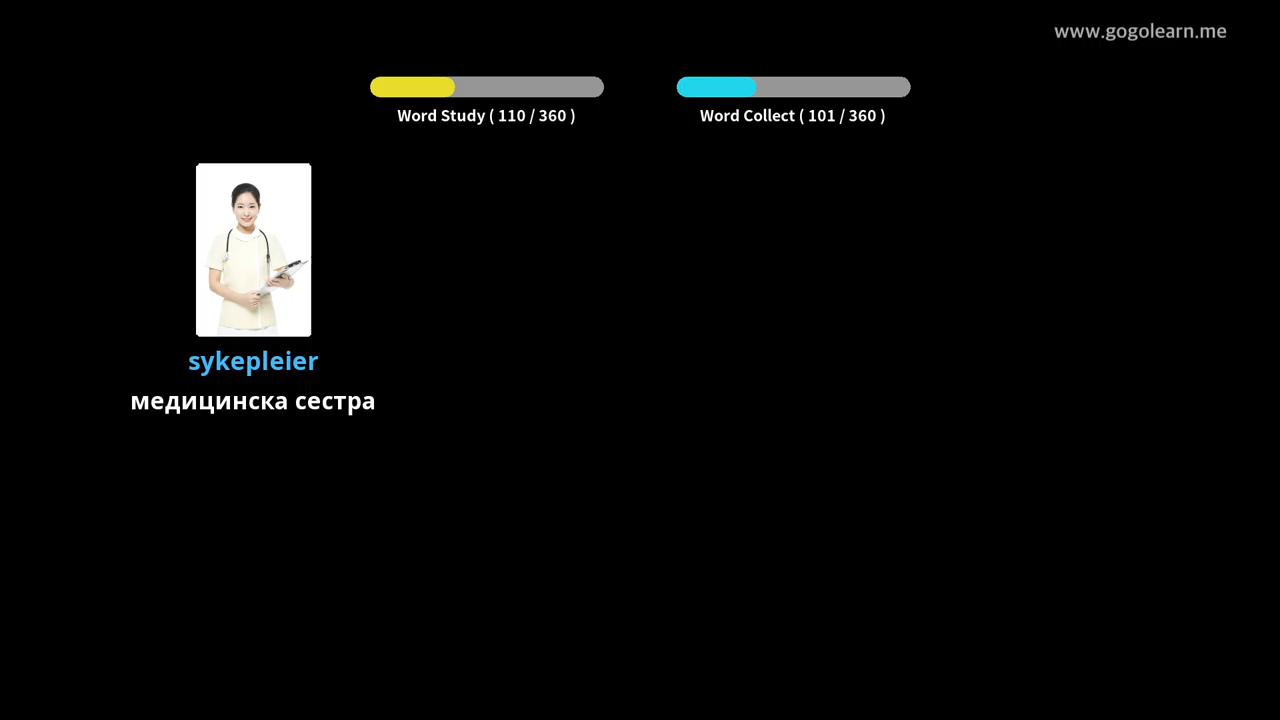 www.gogolearn.me
Word Study ( 110 / 360 )
Word Collect ( 101 / 360 )
sykepleier
медицинска сестра